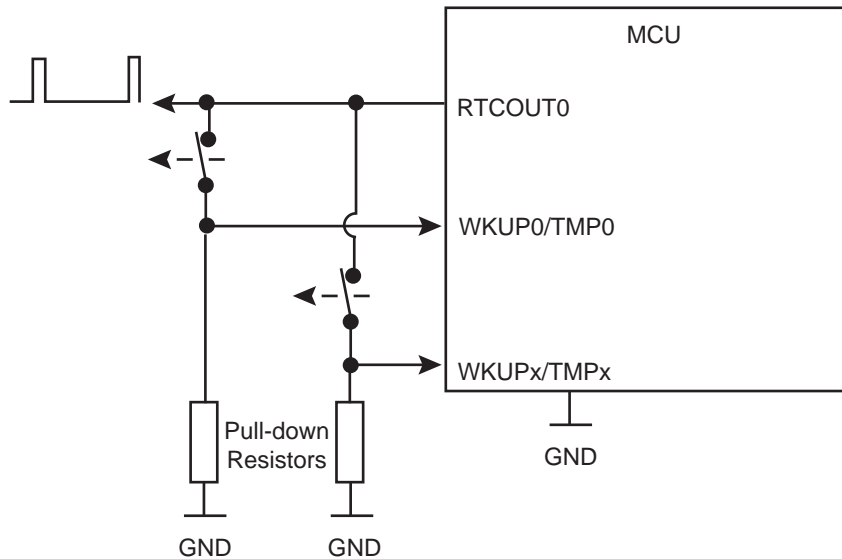 MCU
RTCOUT0
WKUP0/TMP0
WKUPx/TMPx
Pull-down
Resistors
GND
GND
GND